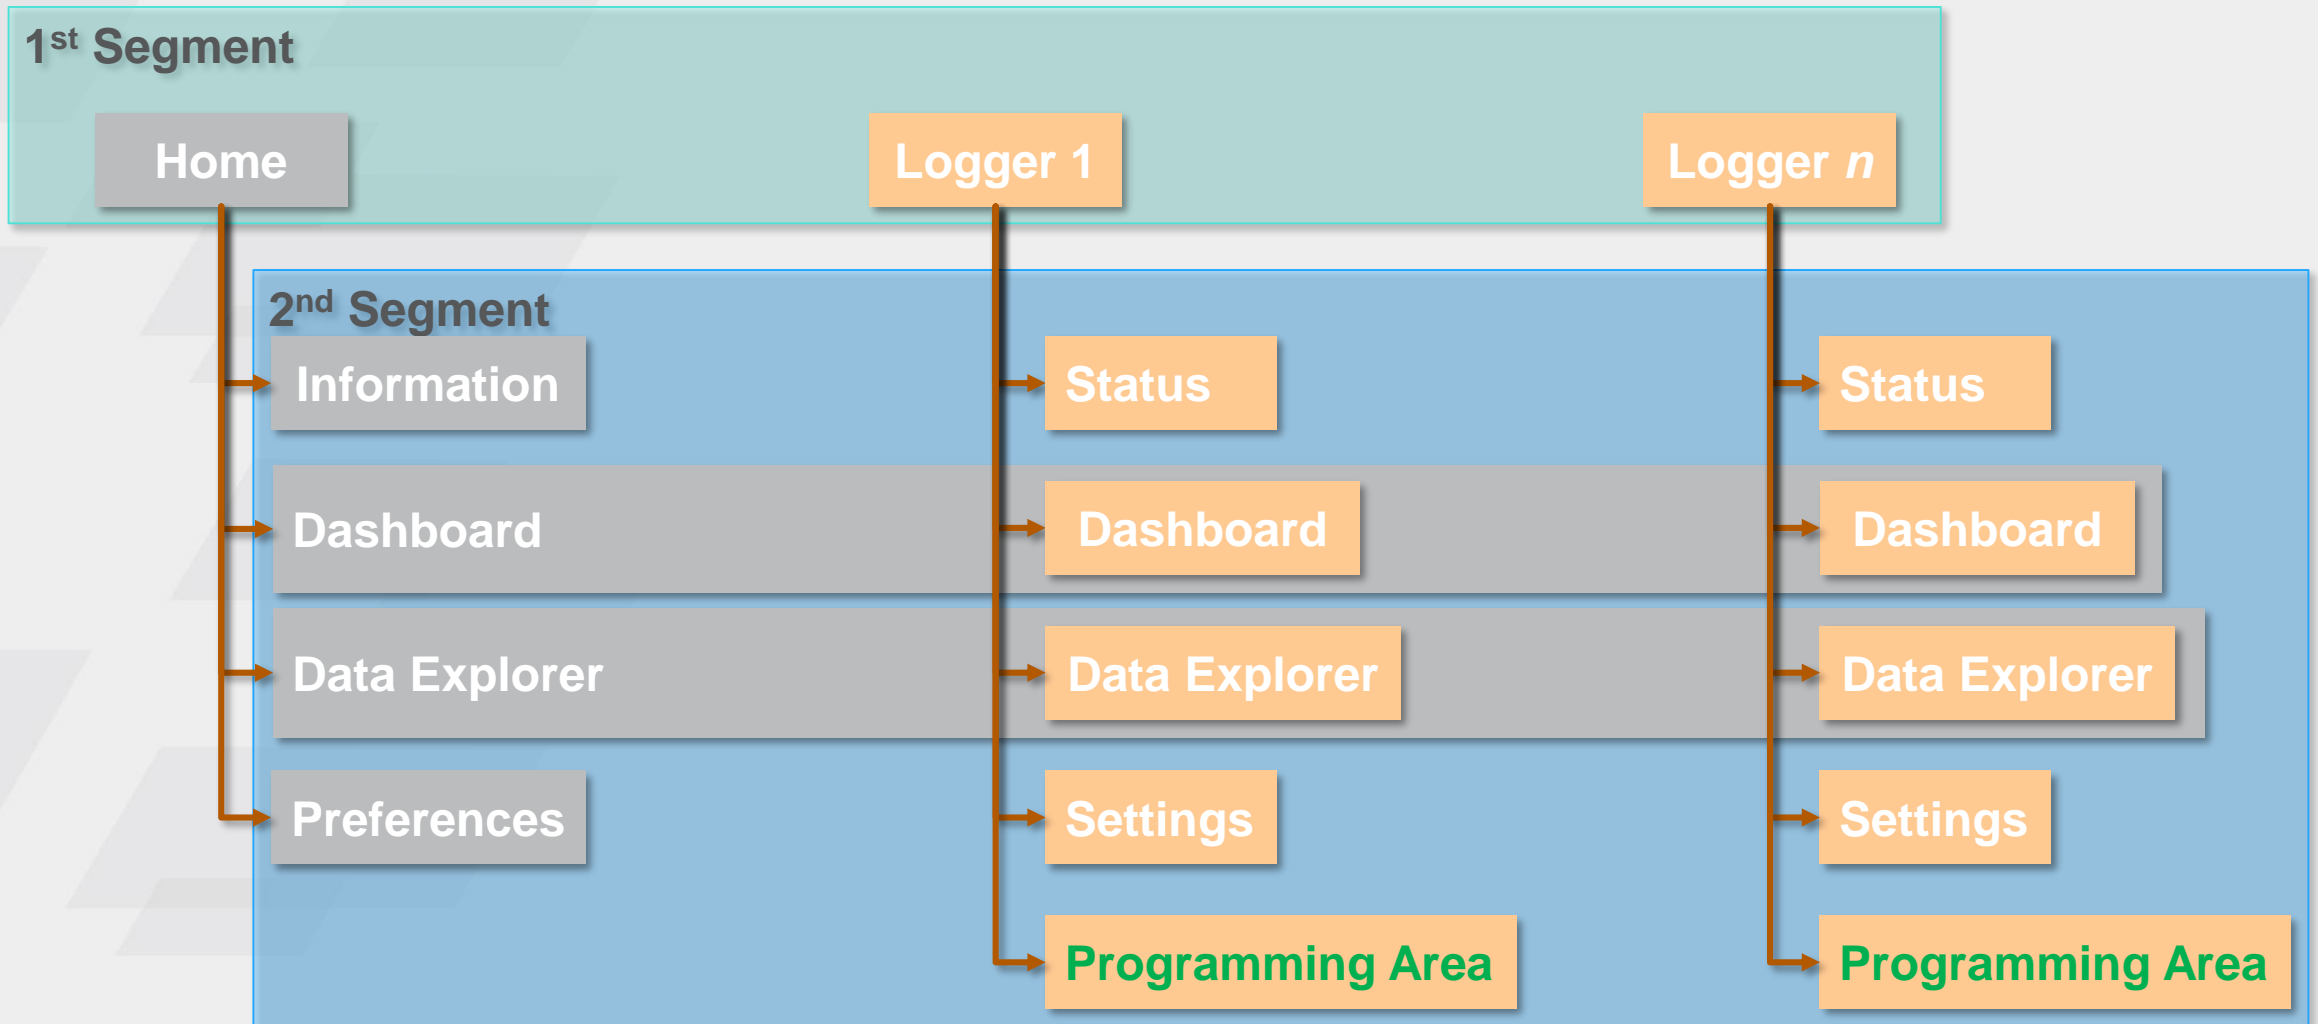 1st Segment
Home
Logger 1
Logger n
2nd Segment
Information
Status
Status
Dashboard
Dashboard
Dashboard
Data Explorer
Data Explorer
Data Explorer
Preferences
Settings
Settings
Programming Area
Programming Area